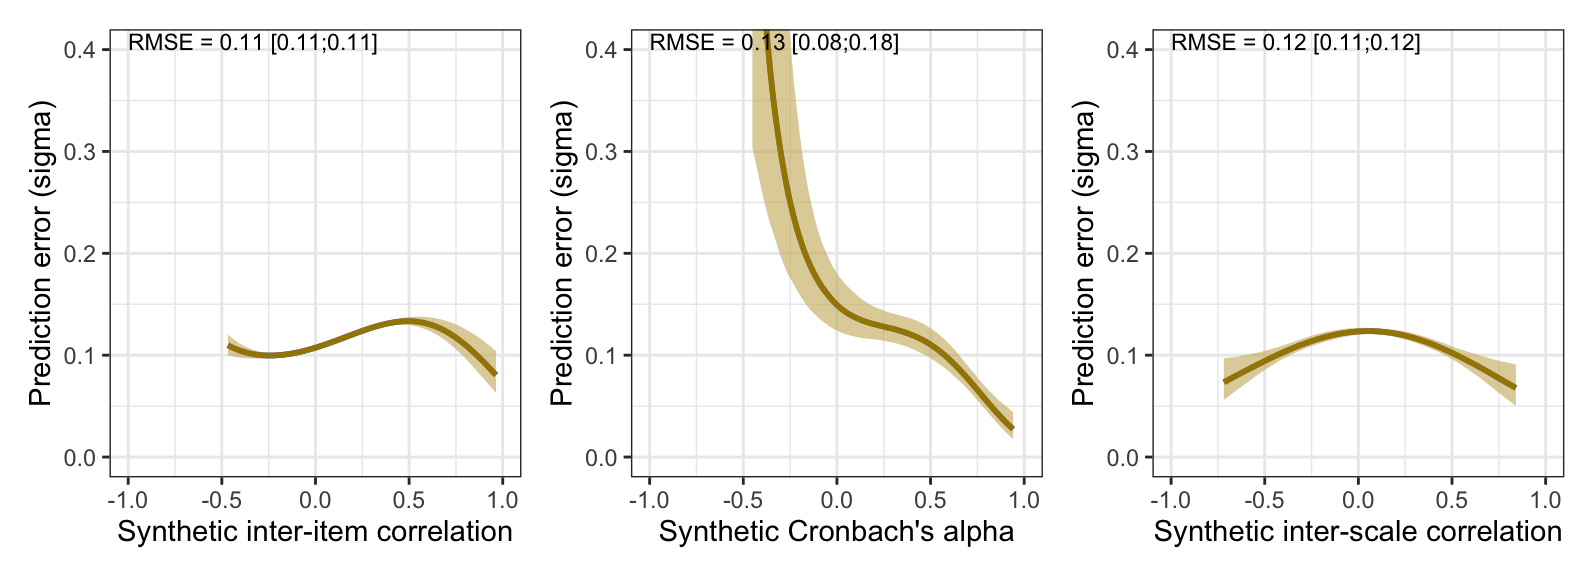 RMSE = 0.11 [0.11;0.11]
Prediction error (sigma)
0.4
0.3
0.2
0.1
0.0
-1.0 -0.5 0.0 0.5 1.0
Synthetic inter-item correlation
RMSE = 0.13 [0.08;0.18]
Prediction error (sigma)
0.4
0.3
0.2
0.1
0.0
-1.0 -0.5 0.0 0.5 1.0
Synthetic Cronbach's alpha
RMSE = 0.12 [0.11;0.12]
Prediction error (sigma)
0.4
0.3
0.2
0.1
0.0
-1.0 -0.5 0.0 0.5 1.0
Synthetic inter-scale correlation